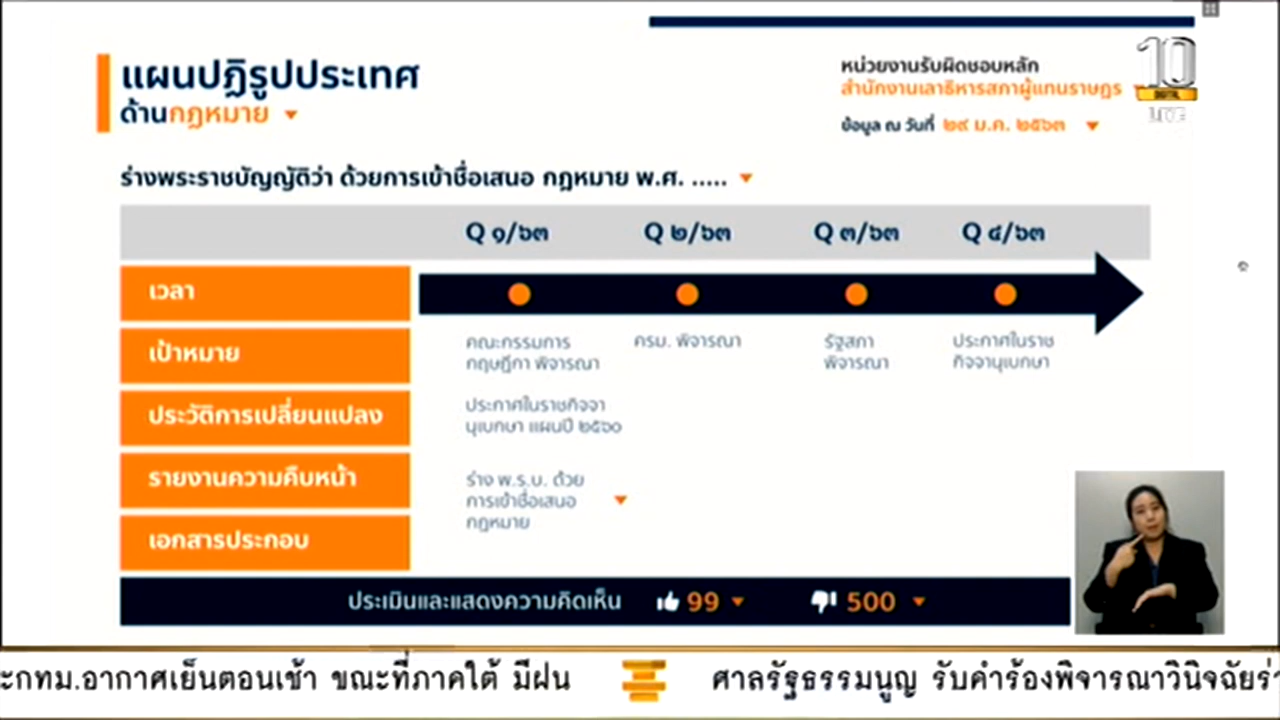 แผนปฏิรูปประเทศ
ด้านกฎหมาย
หน่วยงานรับผิดชอบหลัก
สำนักงานเลาธิหารสภาผู้แทนราษฎร
ข้อมูล ณ วันที่ ๒๙ ม.ค. ๒๕๖๓
10
DIGITAL
ร่างพระราชบัญญัติว่า ด้วยการเข้าชื่อเสนอ กฎหมาย พ.ศ. .....
Q ๑/๖๓ Q ๒/๖๓ Q ๓/๖๓ Q ๔/๖๓
เวลา
เป้าหมาย
คณะกรรมการ
กฤษฎีกา พิจารณา
ครม. พิจารณา
รัฐสภา
พิจารณา
ประกาศในราช
กิจจานุเบกษา
ประวัติการเปลี่ยนแปลง
ประกาศในราชกิจจา
นุเบกษา แผนปี ๒๕๖๐
รายงานความคืบหน้า
ร่าง พ.ร.บ. ด้วย
การเข้าชื่อเสนอ
กฎหมาย
เอกสารประกอบ
ประเมินและแสดงความคิดเห็น 99 500
ะกทม.อากาศเย็นตอนเช้า ขณะที่ภาคใต้ มีฝน ศาลรัฐธรรมนูญ รับคำร้องพิจารณาวินิจฉัยร่า